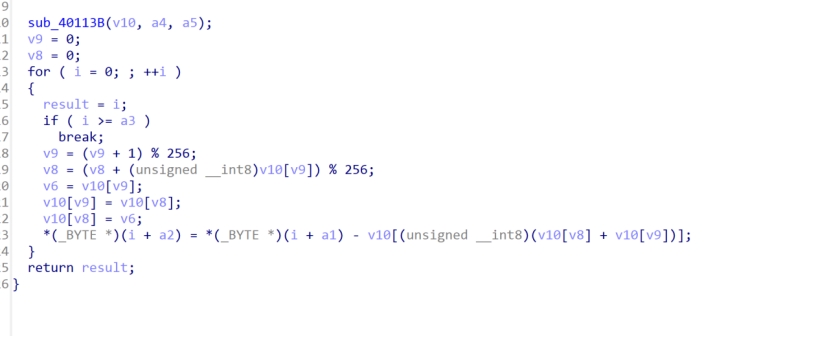 9
0 sub_40113B(v10, a4, a5);
1 v9 = 0;
2 v8 = 0;
3 for ( i = 0; ; ++i )
4 {
5 result = i;
6 if ( i >= a3 )
7 break;
8 v9 = (v9 + 1) % 256;
9 v8 = (v8 + (unsigned __int8)v10[v9]) % 256;
0 v6 = v10[v9];
1 v10[v9] = v10[v8];
2 v10[v8] = v6;
3 *(_BYTE *)(i + a2) = *(_BYTE *)(i + a1) - v10[(unsigned __int8)(v10[v8] + v10[v9])];
4 }
5 return result;
6 }